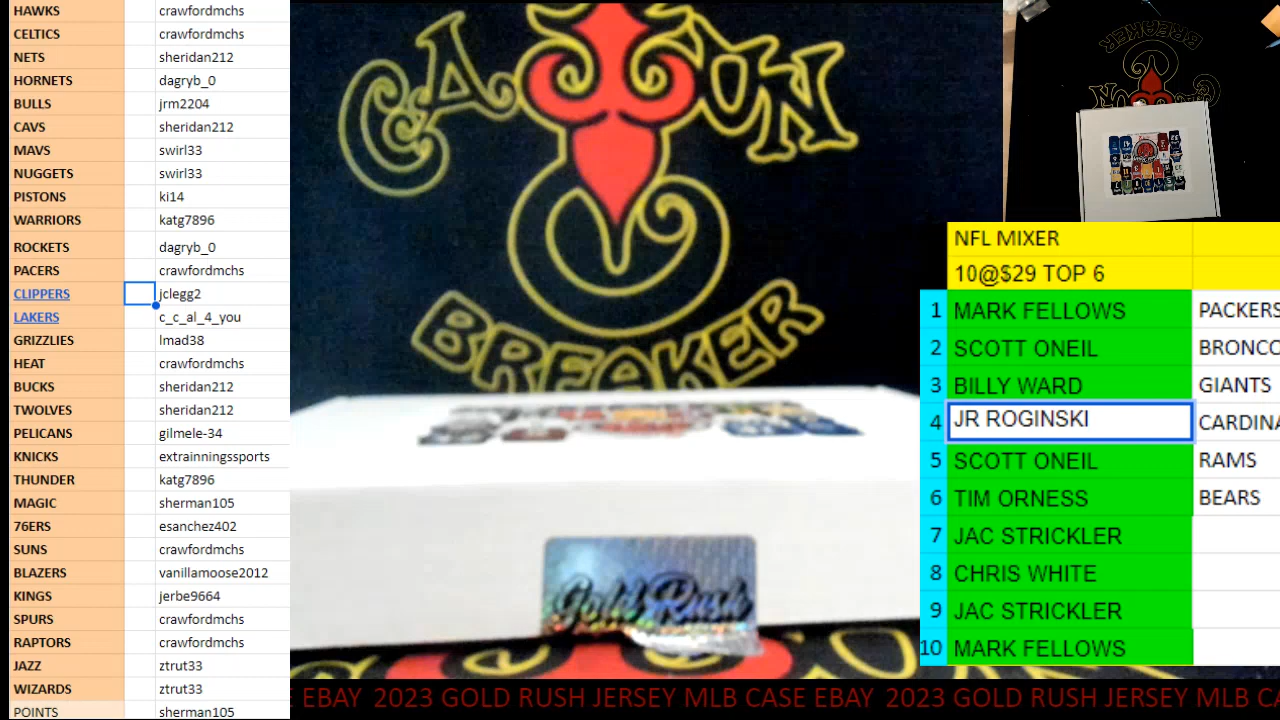 HAWKS crawfordmchs
CELTICS crawfordmchs
NETS sheridan212
HORNETS dagryb_0
BULLS jrm2204
CAVS sheridan212
MAVS swirl33
NUGGETS swirl33
PISTONS ki14
WARRIORS katg7896
ROCKETS dagryb_0
PACERS crawfordmchs
CLIPPERS jclegg2
LAKERS c_c_al_4_you
GRIZZLIES lmad38
HEAT crawfordmchs
BUCKS sheridan212
TWOLVES sheridan212
PELICANS gilmele-34
KNICKS extrainningssports
THUNDER katg7896
MAGIC sherman105
76ERS esanchez402
SUNS crawfordmchs
BLAZERS vanillamoose2012
KINGS jerbe9664
SPURS crawfordmchs
RAPTORS crawfordmchs
JAZZ ztrut33
WIZARDS ztrut33
POINTS sherman105
CAJUN
BREAKER
Gold Rush
BREAKER
NFL MIXER
10@$29 TOP 6
1 MARK FELLOWS PACKERS
2 SCOTT ONEIL BRONCO
3 BILLY WARD GIANTS
4 JR ROGINSKI CARDINA
5 SCOTT ONEIL RAMS
6 TIM ORNESS BEARS
7 JAC STRICKLER
8 CHRIS WHITE
9 JAC STRICKLER
10 MARK FELLOWS
E EBAY 2023 GOLD RUSH JERSEY MLB CASE EBAY 2023 GOLD RUSH JERSEY MLB CA